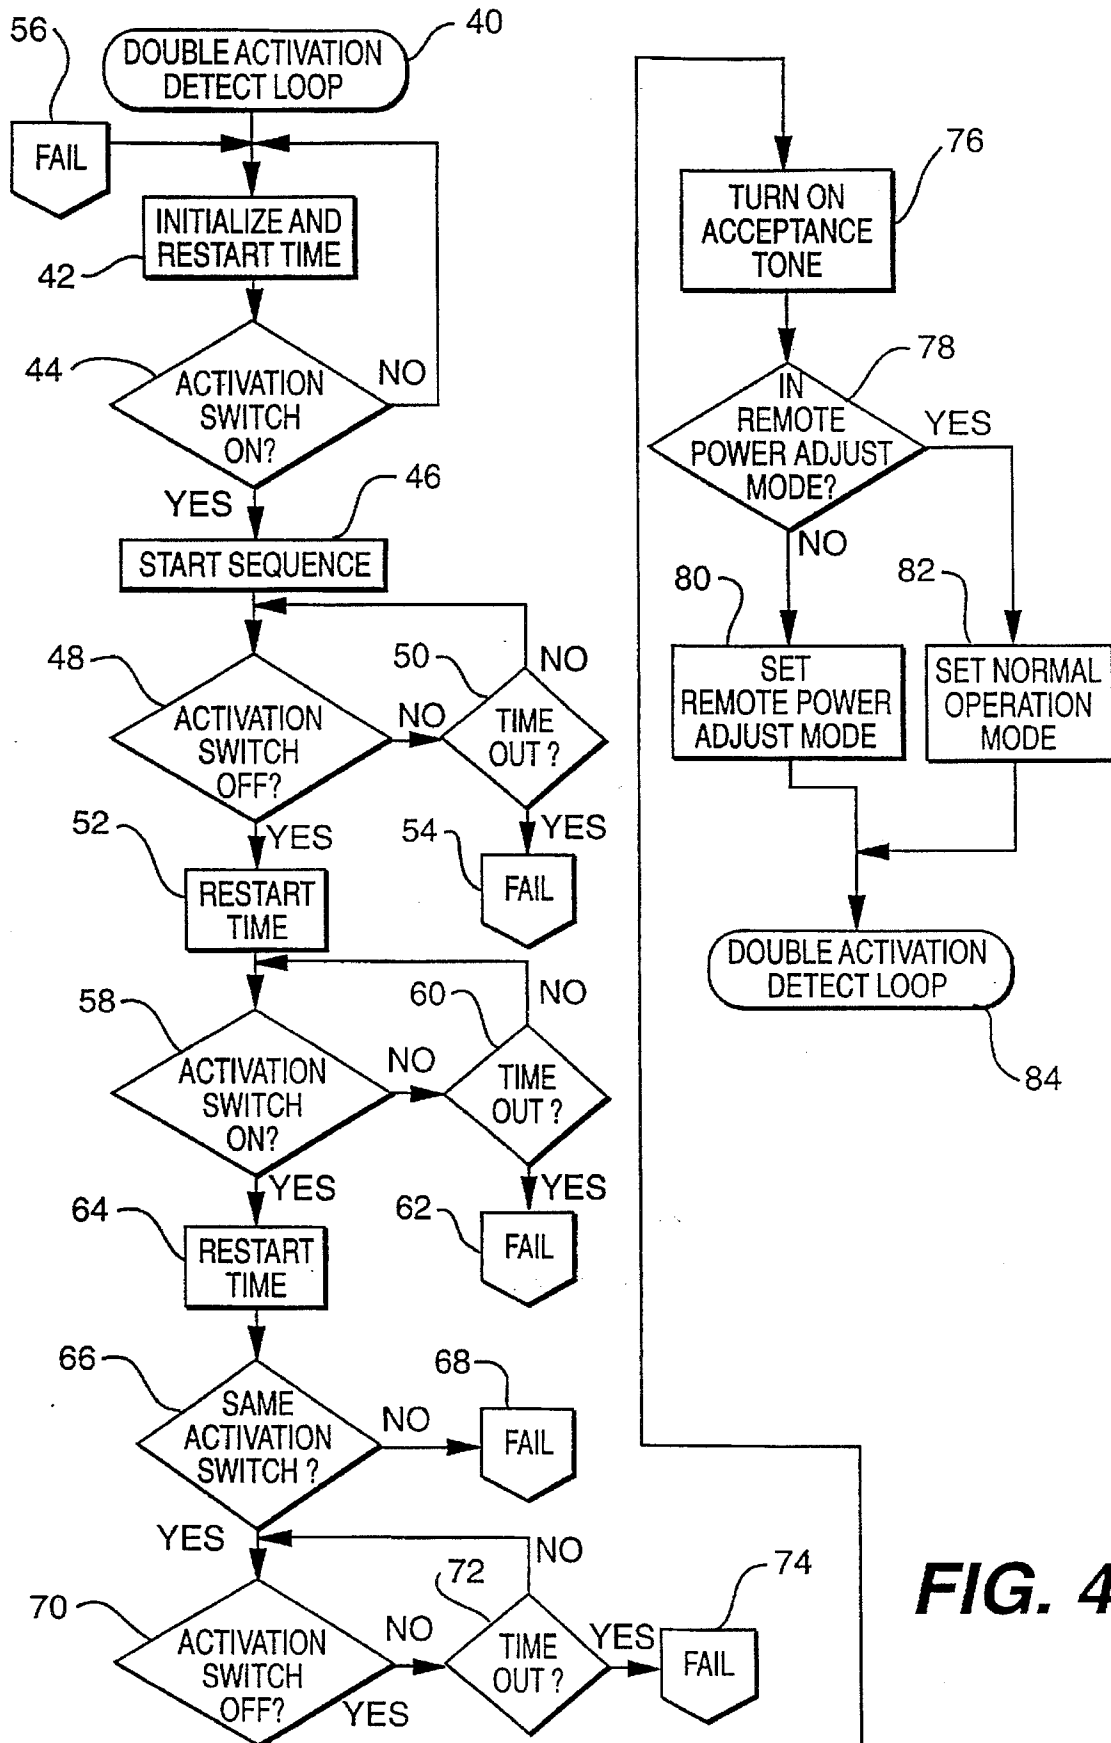 56
DOUBLE ACTIVATION
DETECT LOOP
40
FAIL
INITIALIZE AND
RESTART TIME
42
44
ACTIVATION
SWITCH
ON?
NO
YES
46
START SEQUENCE
48
ACTIVATION
SWITCH
OFF?
NO
50
TIME
OUT ?
NO
YES
52
YES
54
FAIL
RESTART
TIME
58
ACTIVATION
SWITCH
ON?
NO
60
TIME
OUT ?
NO
YES
YES
62
FAIL
64
RESTART
TIME
66
SAME
ACTIVATION
SWITCH ?
NO
68
FAIL
YES
70
ACTIVATION
SWITCH
OFF?
NO
YES
72
TIME
OUT ?
NO
YES
74
FAIL
76
TURN ON
ACCEPTANCE
TONE
78
IN
REMOTE
POWER ADJUST
MODE?
YES
NO
80
SET
REMOTE POWER
ADJUST MODE
82
SET NORMAL
OPERATION
MODE
DOUBLE ACTIVATION
DETECT LOOP
84
FIG. 4